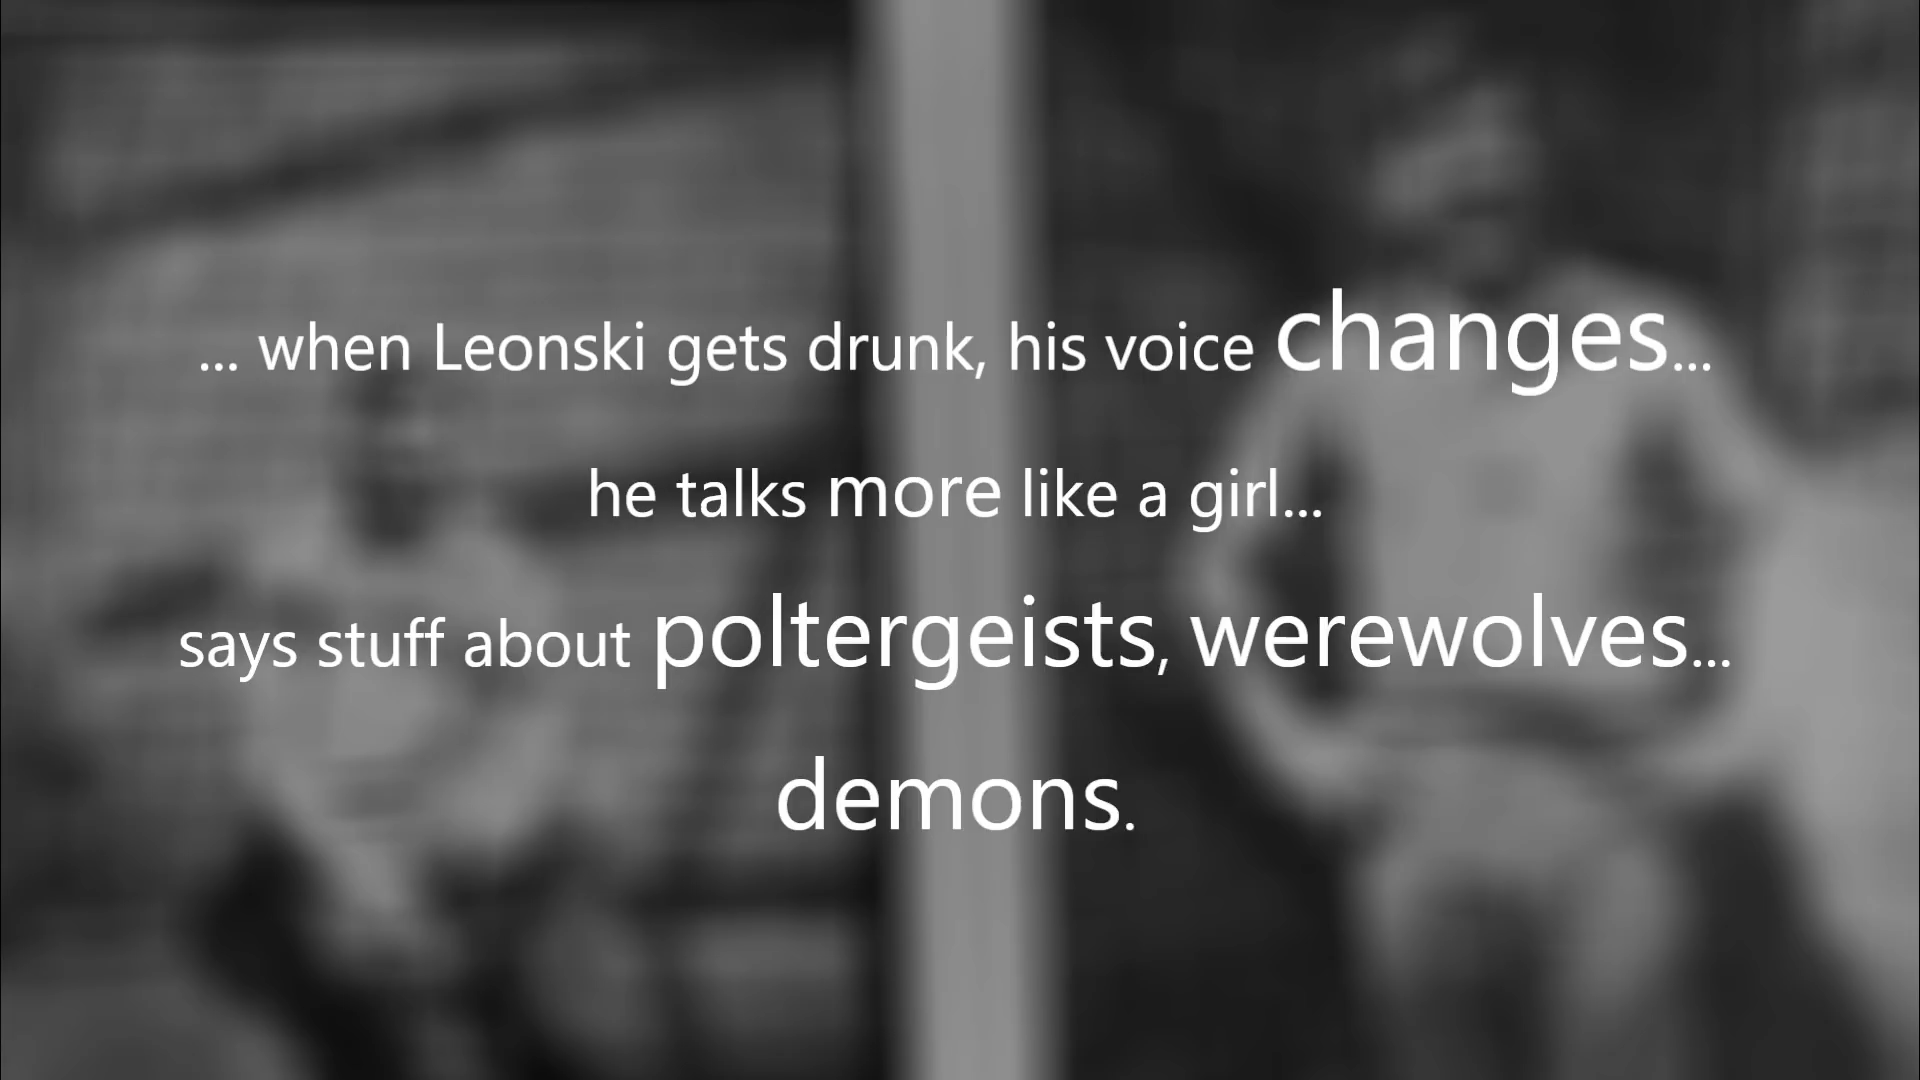 ... when Leonski gets drunk, his voice changes...
he talks more like a girl...
says stuff about poltergeists, werewolves...
demons.